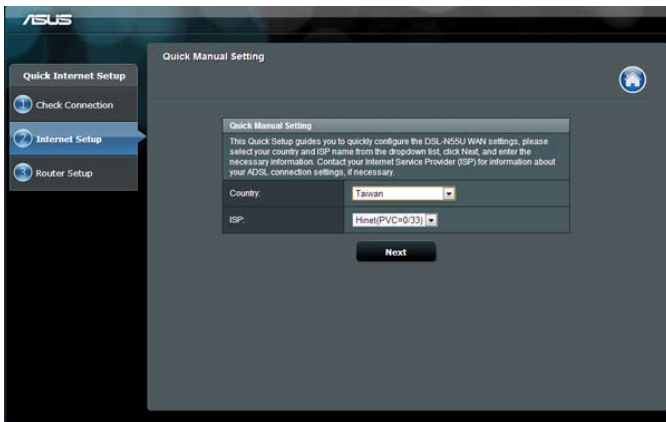 ASUS
Quick Internet Setup
1 Check Connection
2 Internet Setup
3 Router Setup
Quick Manual Setting
Quick Manual Setting
This Quick Setup guides you to quickly configure the DSL-N55U WAN settings, please
select your country and ISP name from the dropdown list, click Next, and enter the
necessary information. Contact your Internet Service Provider (ISP) for information about
your ADSL connection settings, if necessary.
Country: Taiwan
ISP: Hinet(PVC=0/33)
Next